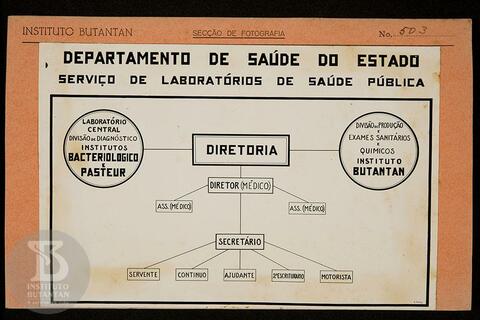 INSTITUTO BUTANTAN
SECÇÃO DE FOTOGRAFIA
No. 503
DEPARTAMENTO DE SAÚDE DO ESTADO
SERVIÇO DE LABORATÓRIOS DE SAÚDE PÚBLICA
LABORATÓRIO
CENTRAL
DIVISÃO DE DIAGNÓSTICO
INSTITUTOS
BACTERIOLOGICO
E
PASTEUR
DIRETORIA
DIVISÃO DE PRODUÇÃO
E
EXAMES SANITÁRIOS
E
QUIMICOS
INSTITUTO
BUTANTAN
DIRETOR (MÉDICO)
ASS. (MÉDICO)
ASS. (MÉDICO)
SECRETÁRIO
SERVENTE
CONTINUO
AJUDANTE
2º ESCRITURARIO
MOTORISTA
INSTITUTO
BUTANTAN